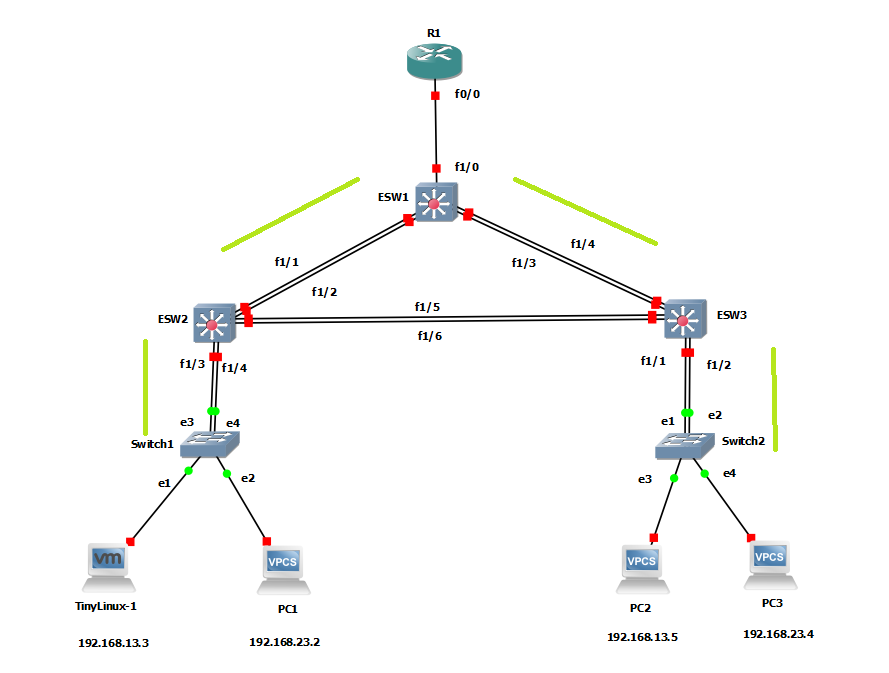 R1
f0/0
f1/0
ESW1
f1/1
f1/2
f1/4
f1/3
ESW2
f1/5
f1/6
ESW3
f1/3
f1/4
f1/1
f1/2
e3
e4
Switch1
e1
e2
Switch2
e1
e2
e3
e4
vm
VPCS
VPCS
VPCS
TinyLinux-1
PC1
PC2
PC3
192.168.13.3
192.168.23.2
192.168.13.5
192.168.23.4